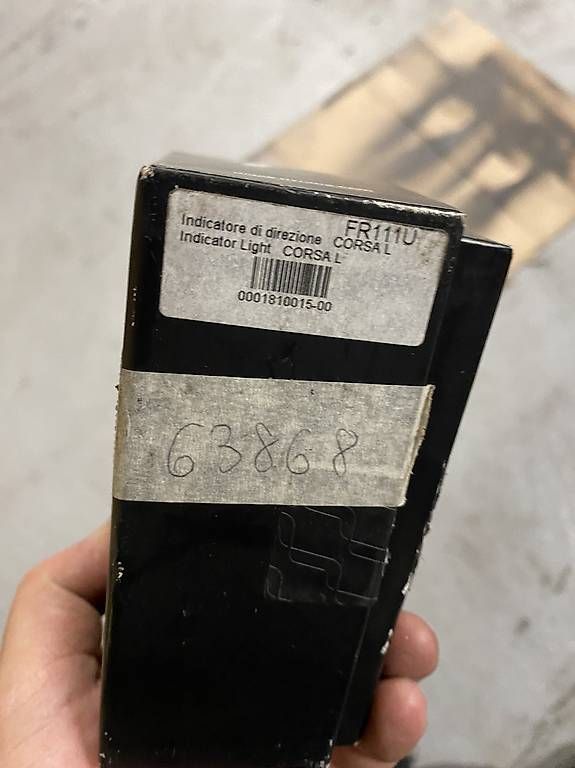 FR111U
Indicatore di direzione CORSA L
Indicator Light CORSA L
0001810015-00
63868